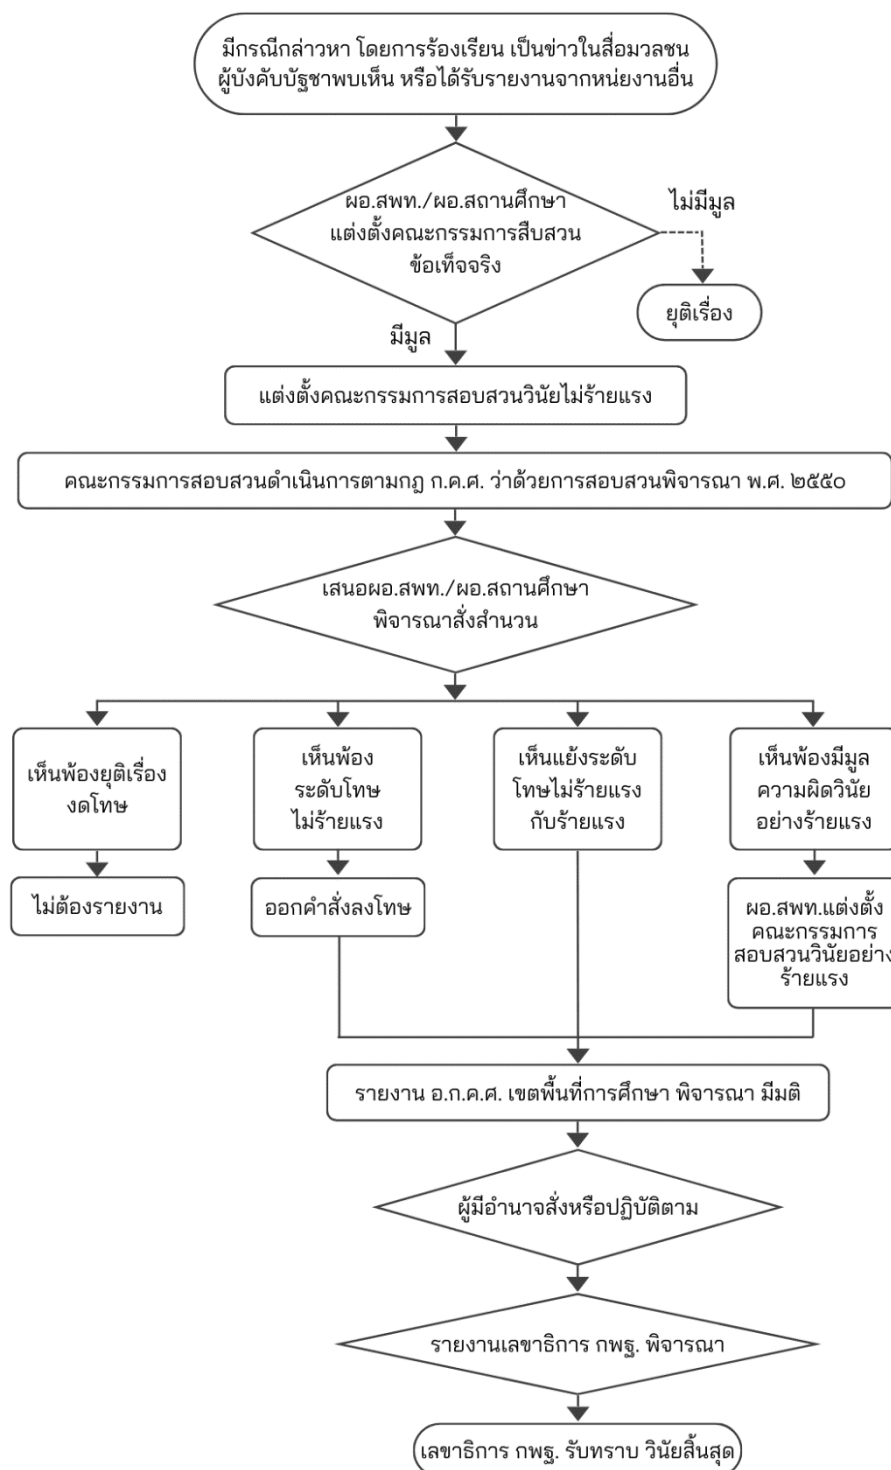 มีกรณีกล่าวหา โดยการร้องเรียน เป็นข่าวในสื่อมวลชน
ผู้บังคับบัฐชาพบเห็น หรือได้รับรายงานจากหน่ยงานอื่น
ผอ.สพท./ผอ.สถานศึกษา
แต่งตั้งคณะกรรมการสืบสวน
ข้อเท็จจริง
ไม่มีมูล
ยุติเรื่อง
มีมูล
แต่งตั้งคณะกรรมการสอบสวนวินัยไม่ร้ายแรง
คณะกรรมการสอบสวนดำเนินการตามกฎ ก.ค.ศ. ว่าด้วยการสอบสวนพิจารณา พ.ศ. ๒๕๕๐
เสนอผอ.สพท./ผอ.สถานศึกษา
พิจารณาสั่งสำนวน
เห็นพ้องยุติเรื่อง
งดโทษ
เห็นพ้อง
ระดับโทษ
ไม่ร้ายแรง
เห็นแย้งระดับ
โทษไม่ร้ายแรง
กับร้ายแรง
เห็นพ้องมีมูล
ความผิดวินัย
อย่างร้ายแรง
ไม่ต้องรายงาน
ออกคำสั่งลงโทษ
ผอ.สพท.แต่งตั้ง
คณะกรรมการ
สอบสวนวินัยอย่าง
ร้ายแรง
รายงาน อ.ก.ค.ศ. เขตพื้นที่การศึกษา พิจารณา มีมติ
ผู้มีอำนาจสั่งหรือปฏิบัติตาม
รายงานเลขาธิการ กพฐ. พิจารณา
เลขาธิการ กพฐ. รับทราบ วินัยสิ้นสุด